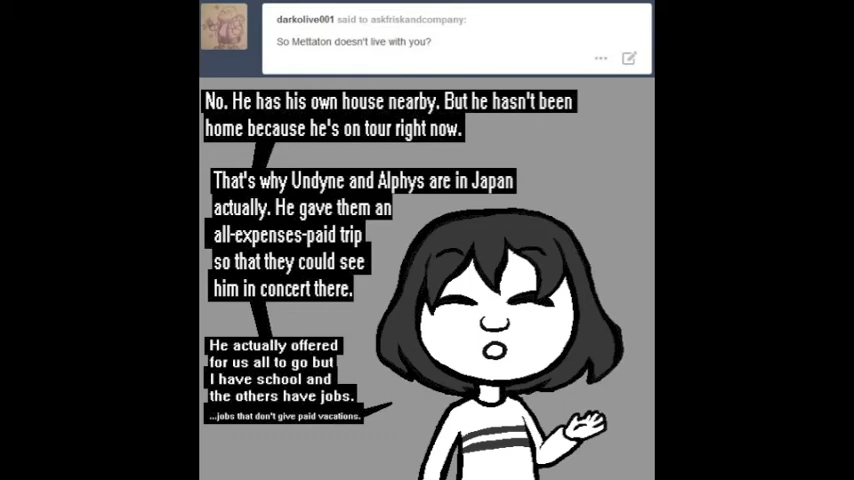 darkolive001 said to askfriskandcompany:
So Mettaton doesn't live with you?
No. He has his own house nearby. But he hasn't been
home because he's on tour right now.
That's why Undyne and Alphys are in Japan
actually. He gave them an
all-expenses-paid trip
so that they could see
him in concert there.
He actually offered
for us all to go but
I have school and
the others have jobs.
...jobs that don't give paid vacations.